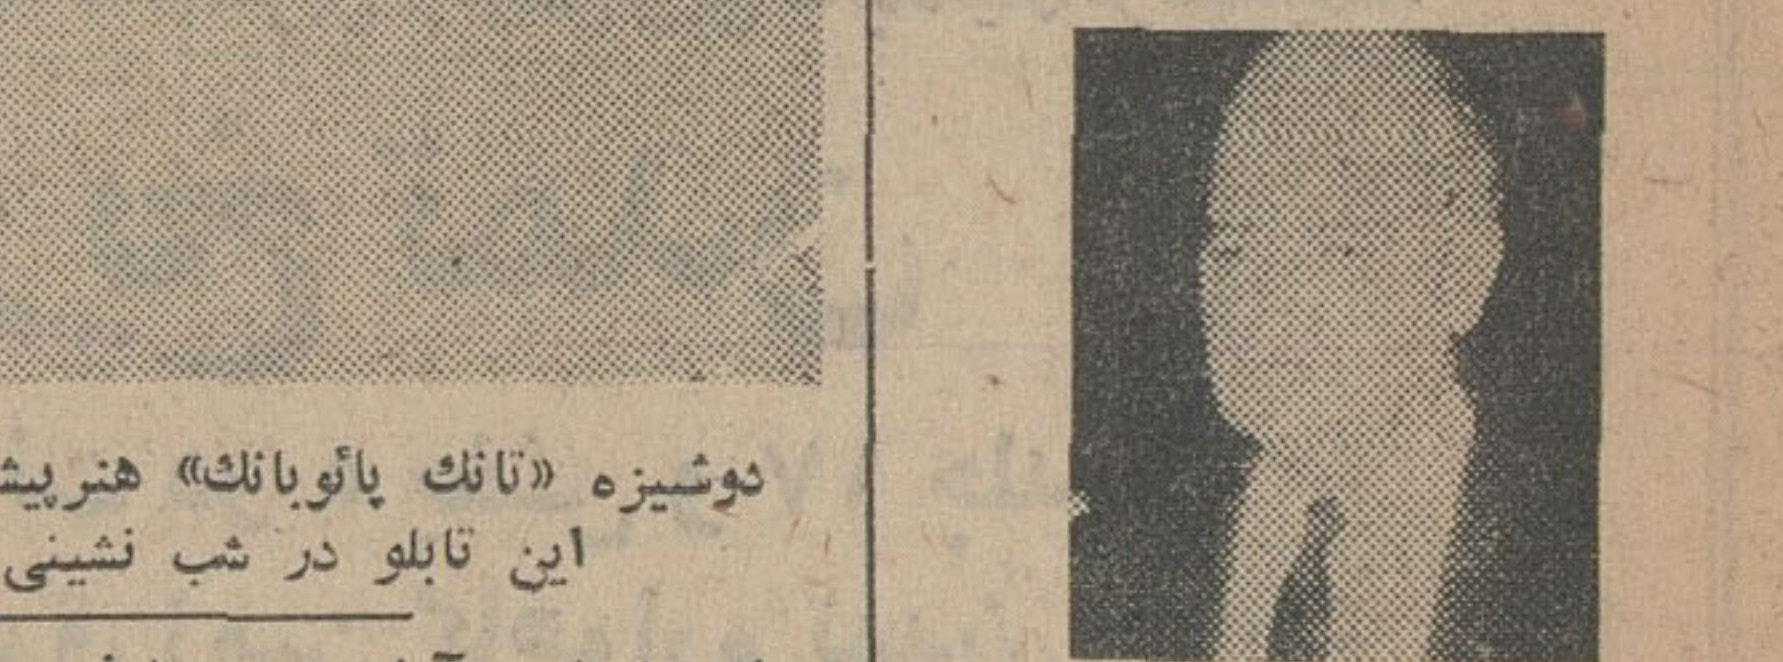 دوشیزه «تانك پائوبانك» هنرپیش
این تابلو در شب نشینی